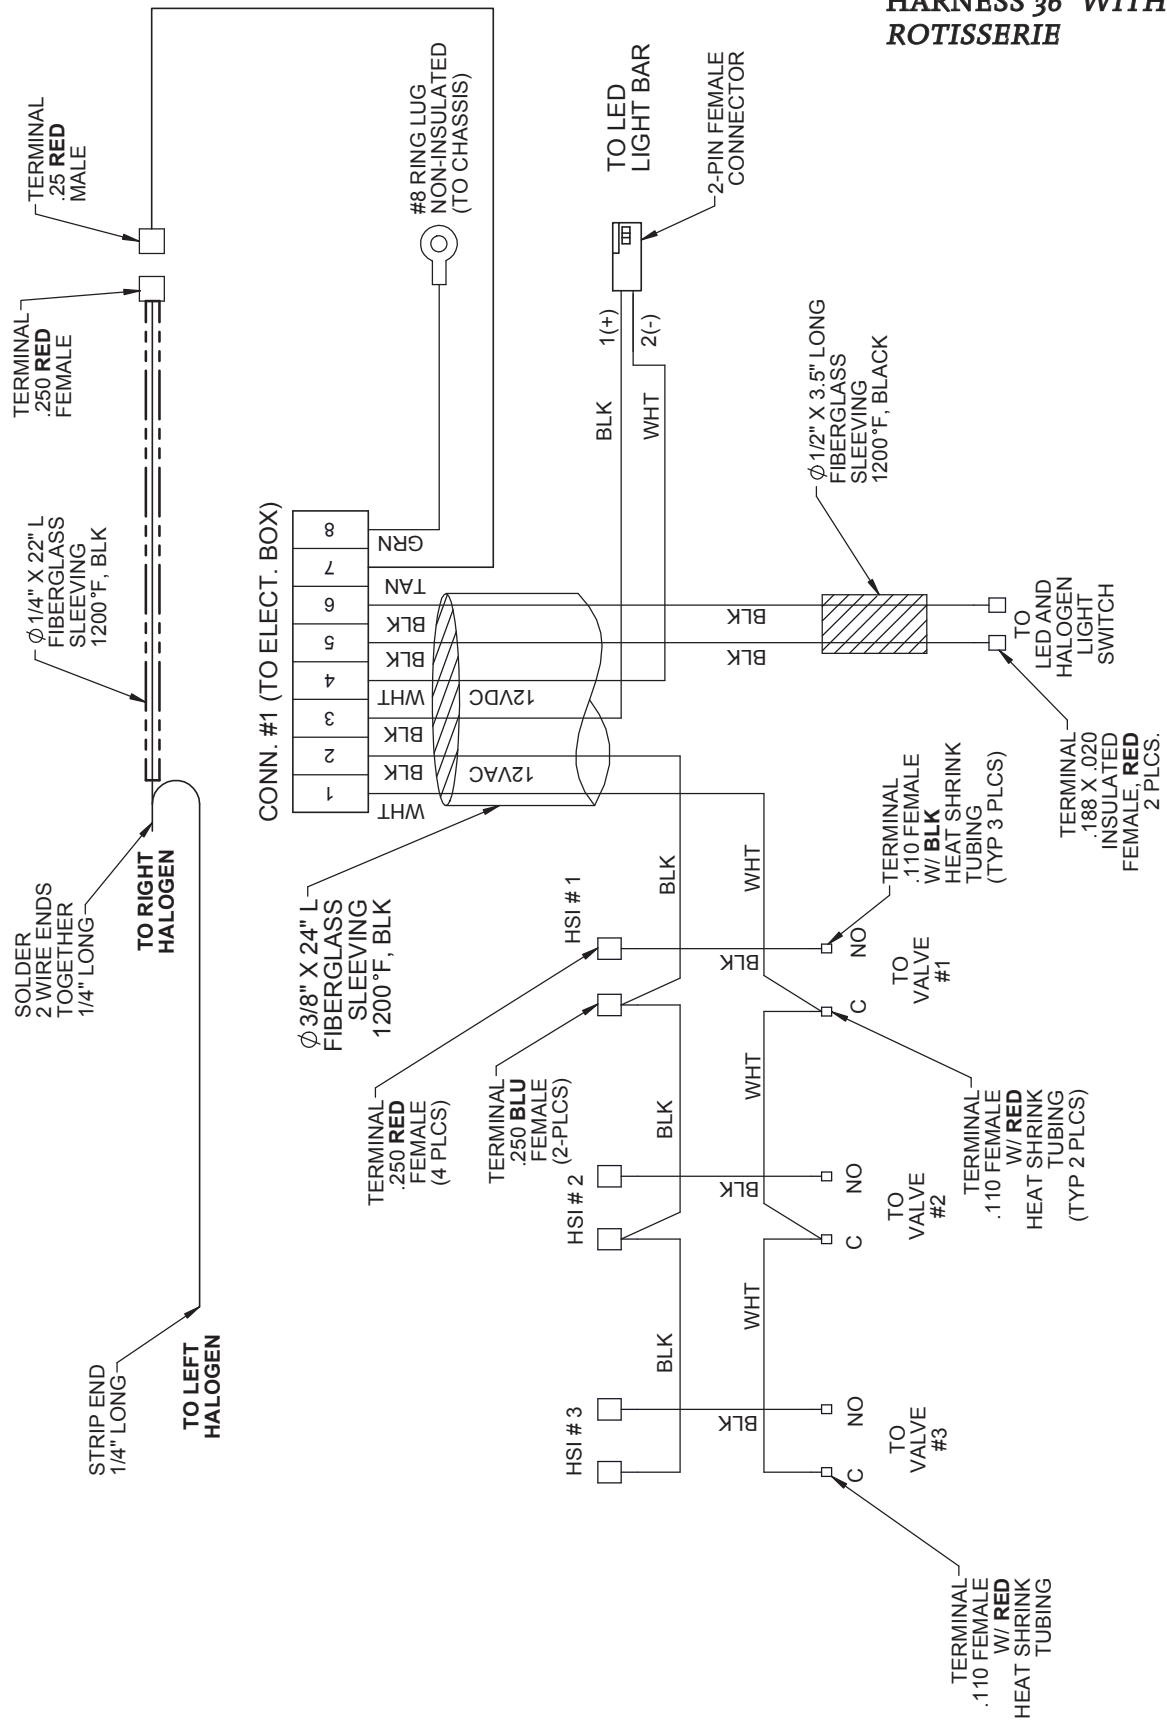 HARNESS 36" WITH
ROTISSERIE
STRIP END
1/4" LONG
TO LEFT
HALOGEN
SOLDER
2 WIRE ENDS
TOGETHER
1/4" LONG
TO RIGHT
HALOGEN
Ø 1/4" X 22" L
FIBERGLASS
SLEEVING
1200°F, BLK
TERMINAL
.250 RED
FEMALE
TERMINAL
.25 RED
MALE
CONN. #1 (TO ELECT. BOX)
1
2
3
4
5
6
7
8
WHT
BLK
BLK
WHT
BLK
BLK
TAN
GRN
12VAC
12VDC
#8 RING LUG
NON-INSULATED
(TO CHASSIS)
Ø 3/8" X 24" L
FIBERGLASS
SLEEVING
1200°F, BLK
TO LED
LIGHT BAR
2-PIN FEMALE
CONNECTOR
1(+)
2(-)
BLK
WHT
BLK
BLK
Ø 1/2" X 3.5" LONG
FIBERGLASS
SLEEVING
1200°F, BLACK
TO
LED AND
HALOGEN
LIGHT
SWITCH
TERMINAL
.188 X .020
INSULATED
FEMALE, RED
2 PLCS.
TERMINAL
.250 RED
FEMALE
(4 PLCS)
TERMINAL
.250 BLU
FEMALE
(2-PLCS)
HSI # 3
HSI # 2
HSI # 1
BLK
BLK
BLK
BLK
BLK
BLK
WHT
WHT
WHT
C
NO
TO
VALVE
#3
C
NO
TO
VALVE
#2
C
NO
TO
VALVE
#1
TERMINAL
.110 FEMALE
W/ RED
HEAT SHRINK
TUBING
TERMINAL
.110 FEMALE
W/ RED
HEAT SHRINK
TUBING
(TYP 2 PLCS)
TERMINAL
.110 FEMALE
W/ BLK
HEAT SHRINK
TUBING
(TYP 3 PLCS)